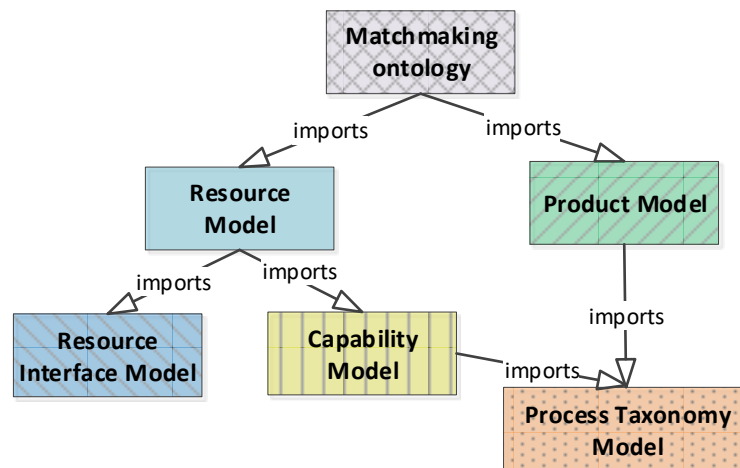 Matchmaking
ontology
imports
imports
Resource
Model
Product Model
imports
imports
imports
Resource
Interface Model
Capability
Model
imports
Process Taxonomy
Model